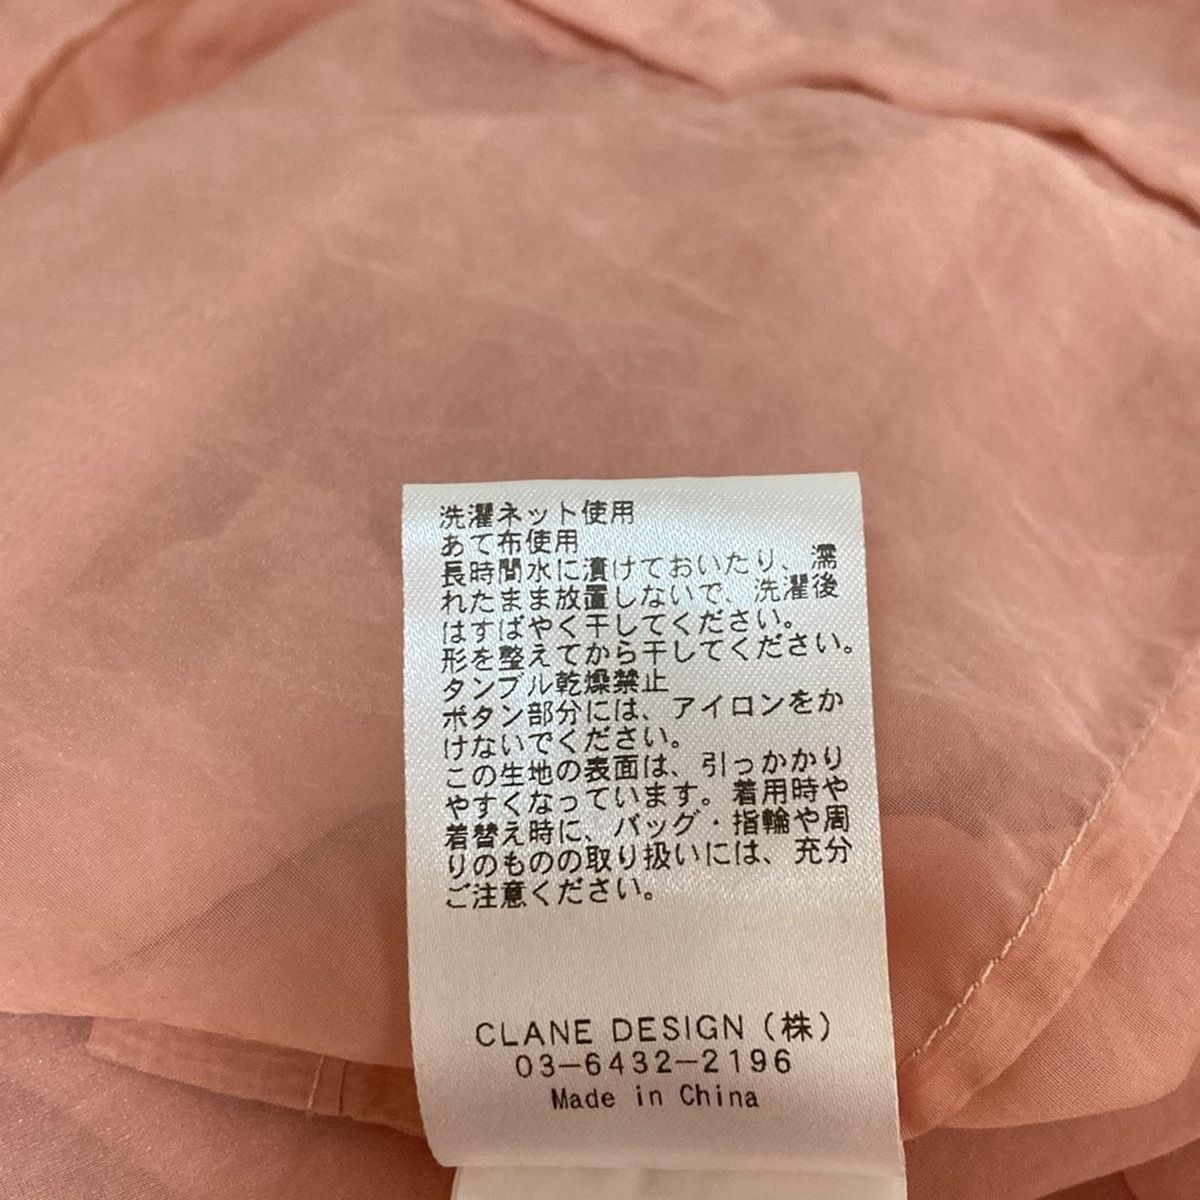 洗濯ネット使用
あて布使用
長時間水に漬けておいたり、濡
れたまま放置しないで、洗濯後
はすばやく干してください。
形を整えてから干してください。
タンブル乾燥禁止
ボタン部分には、アイロンをか
けないでください。
この生地の表面は、引っかかり
やすくなっています。着用時や
着替え時に、バッグ・指輪や周
りのものの取り扱いには、充分
ご注意ください。
CLANE DESIGN（株）
03-6432-2196
Made in China